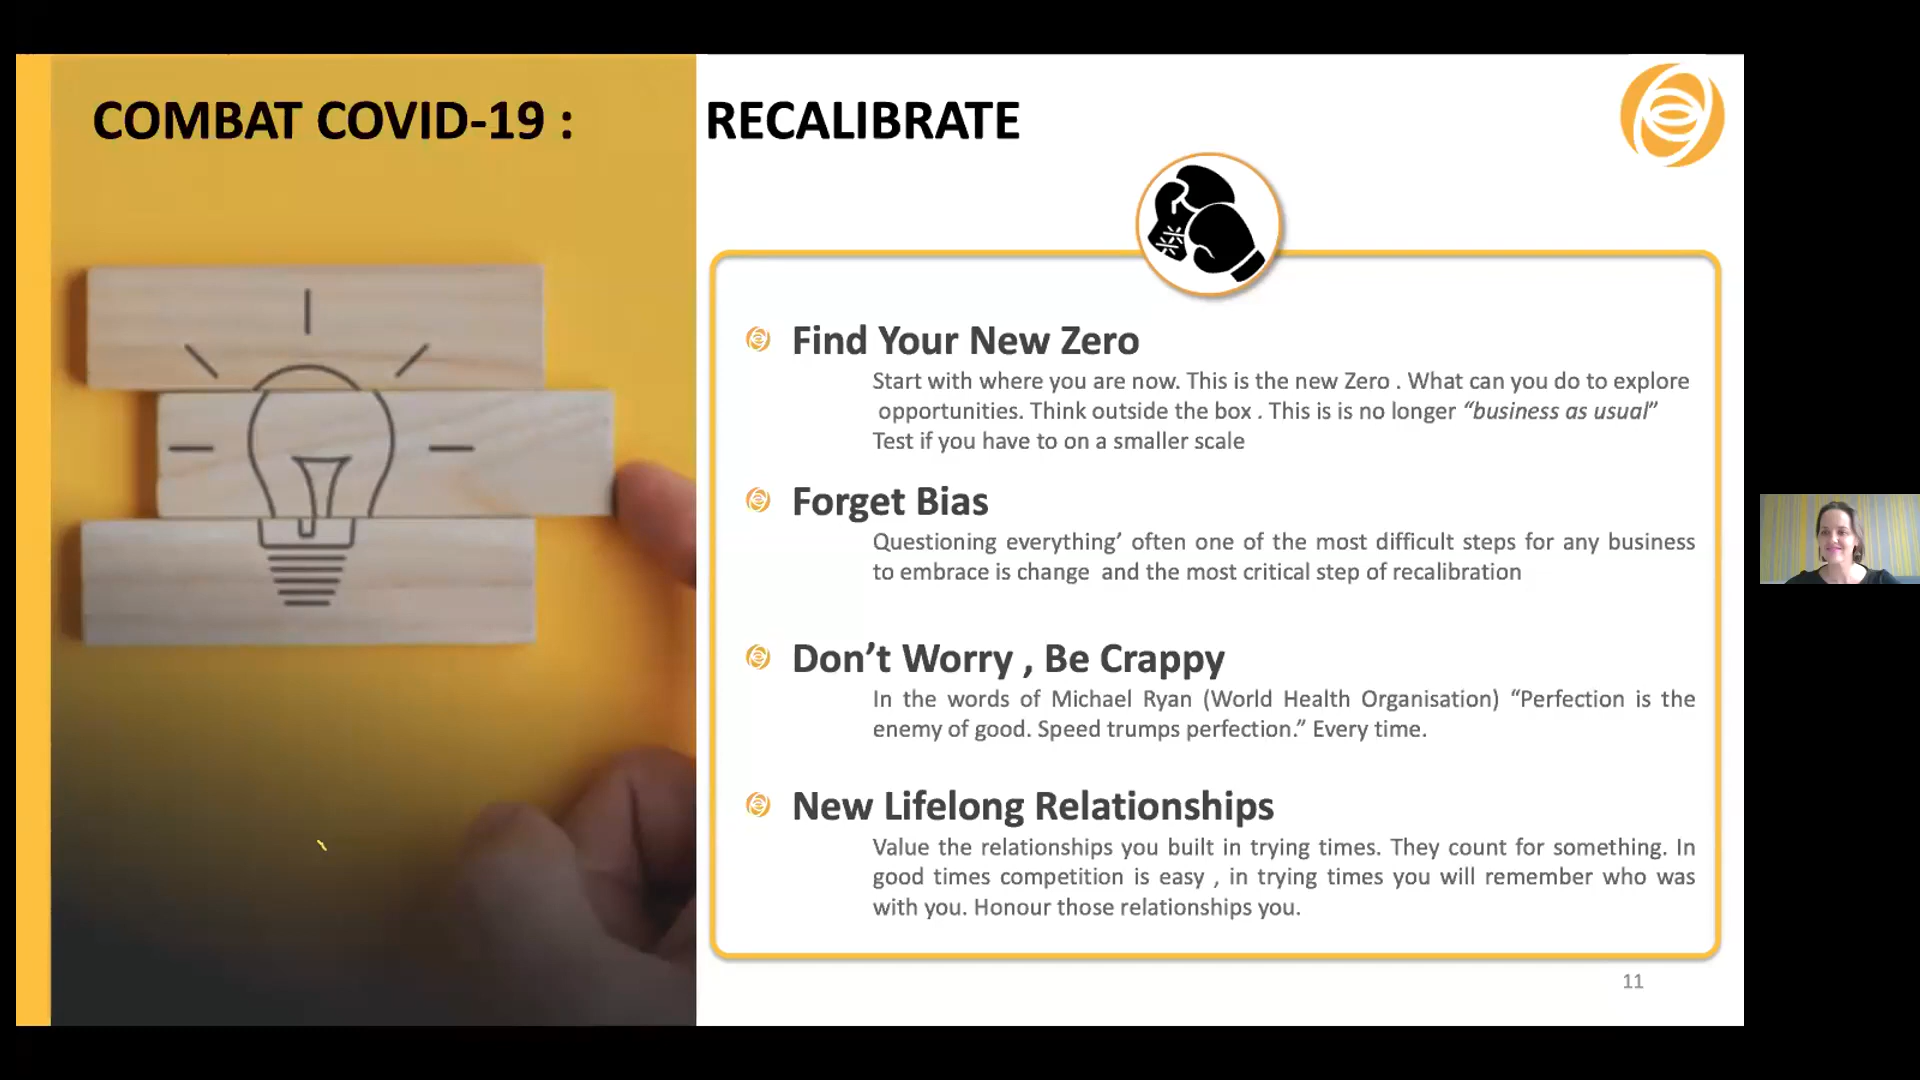 COMBAT COVID-19 : RECALIBRATE
Find Your New Zero
Start with where you are now. This is the new Zero . What can you do to explore
opportunities. Think outside the box . This is is no longer “business as usual”
Test if you have to on a smaller scale
Forget Bias
Questioning everything’ often one of the most difficult steps for any business
to embrace is change and the most critical step of recalibration
Don’t Worry , Be Crappy
In the words of Michael Ryan (World Health Organisation) “Perfection is the
enemy of good. Speed trumps perfection.” Every time.
New Lifelong Relationships
Value the relationships you built in trying times. They count for something. In
good times competition is easy , in trying times you will remember who was
with you. Honour those relationships you.
11